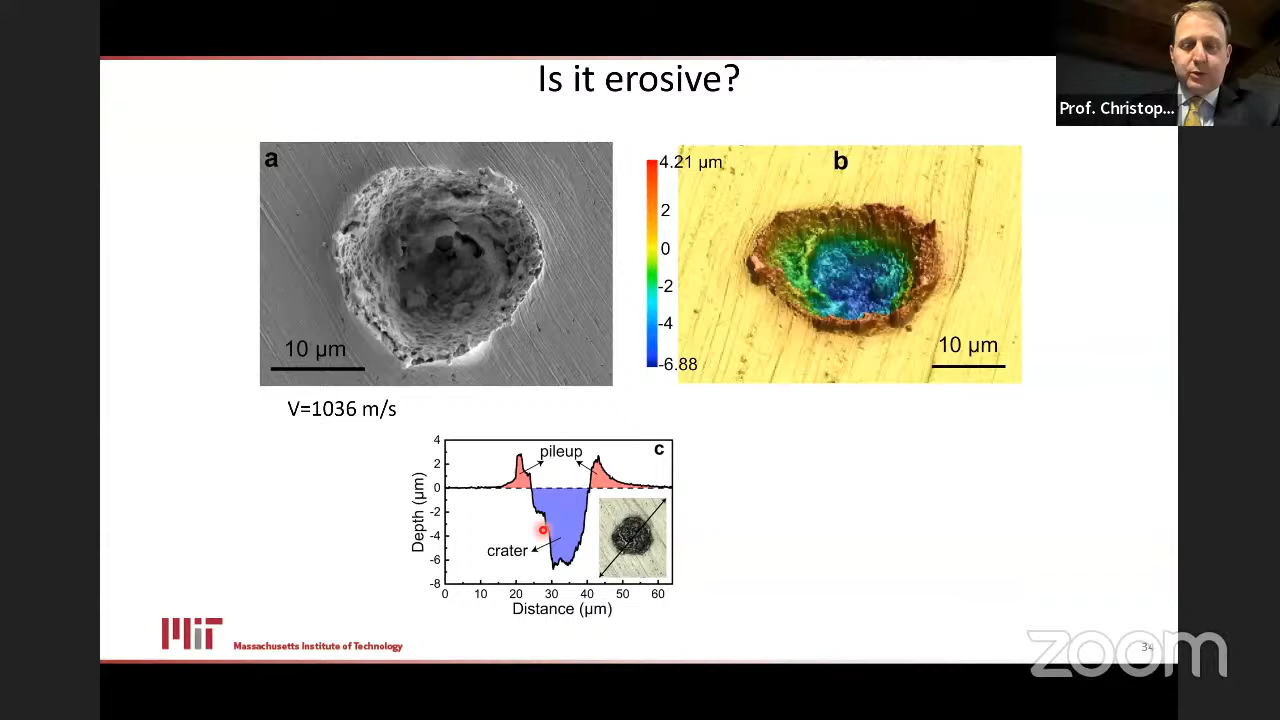 Is it erosive?
Prof. Christop...
a
10 µm
4.21 µm
2
0
-2
-4
-6.88
b
10 µm
V=1036 m/s
4
2
0
-2
-4
-6
-8
Depth (µm)
pileup
c
crater
0 10 20 30 40 50 60
Distance (µm)
MIT
Massachusetts Institute of Technology
34
zoom